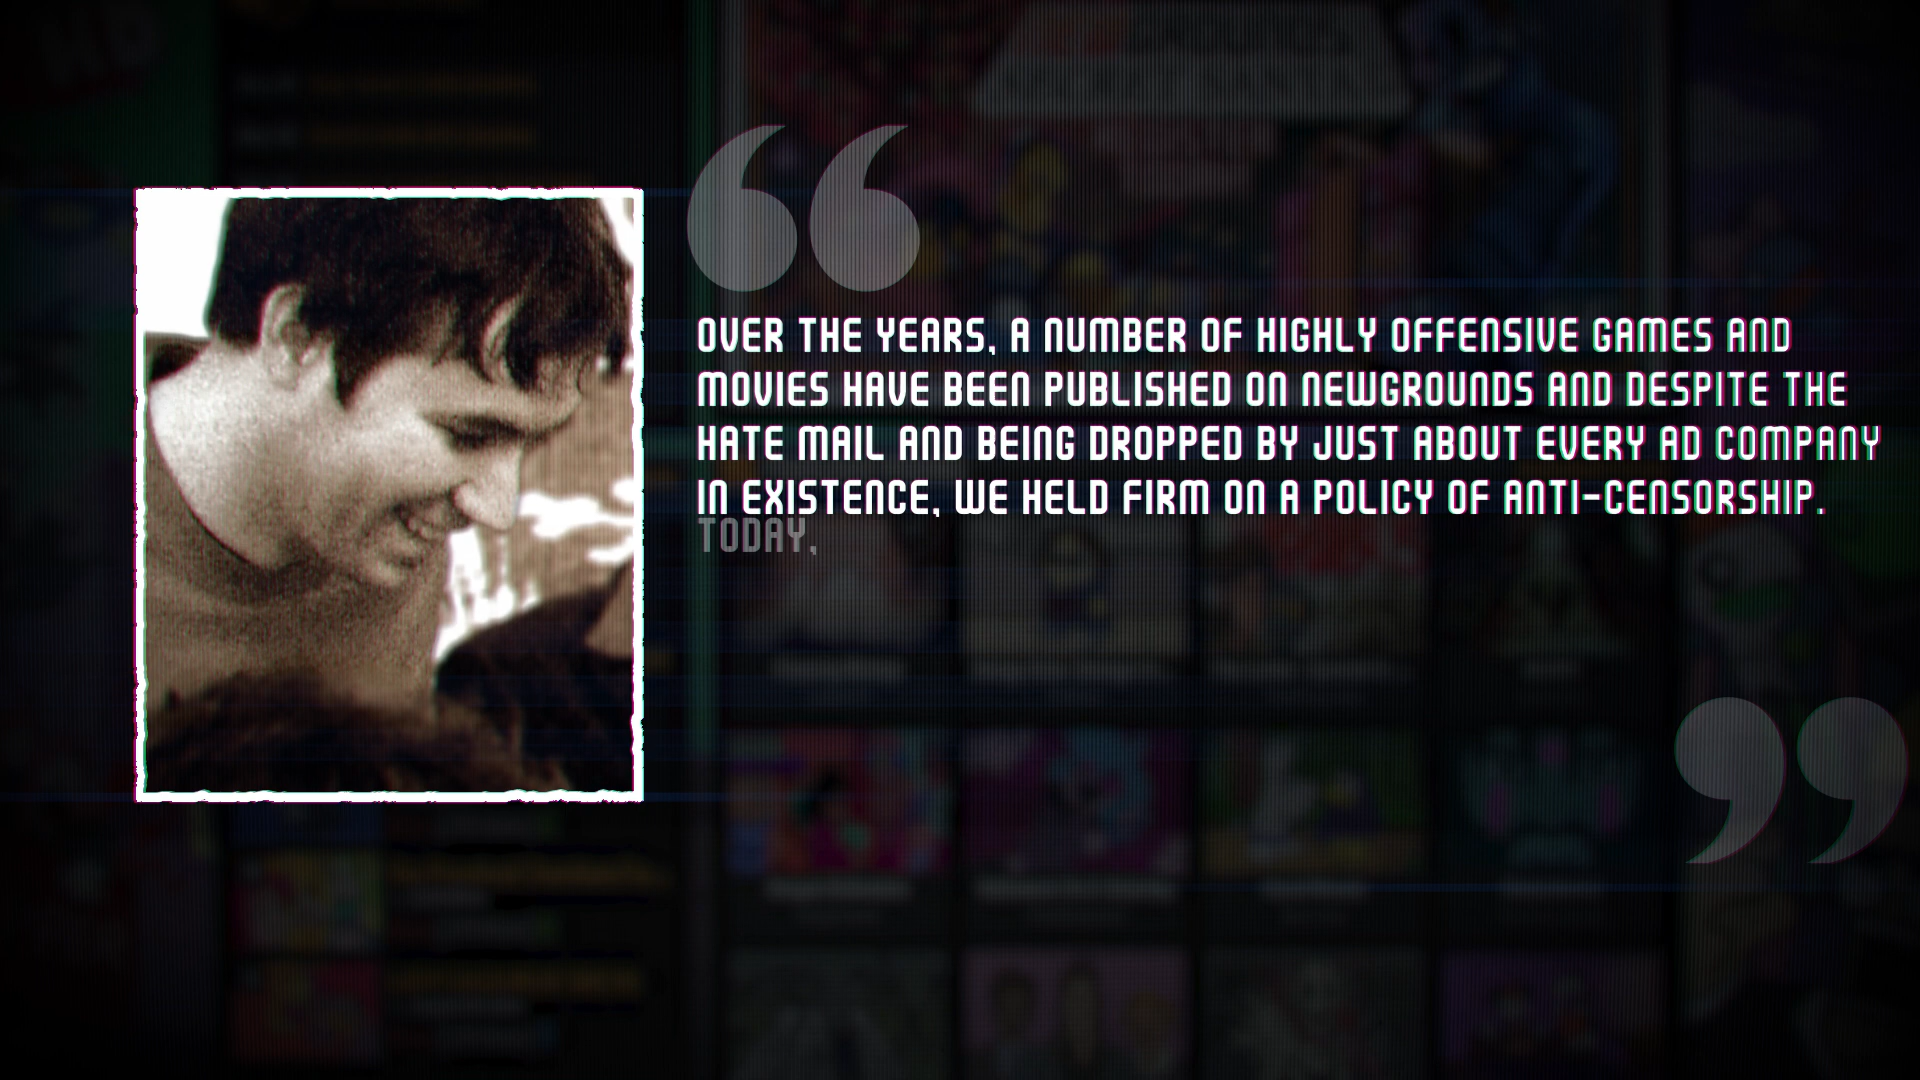 OVER THE YEARS, A NUMBER OF HIGHLY OFFENSIVE GAMES AND
MOVIES HAVE BEEN PUBLISHED ON NEWGROUNDS AND DESPITE THE
HATE MAIL AND BEING DROPPED BY JUST ABOUT EVERY AD COMPANY
IN EXISTENCE, WE HELD FIRM ON A POLICY OF ANTI-CENSORSHIP.
TODAY,